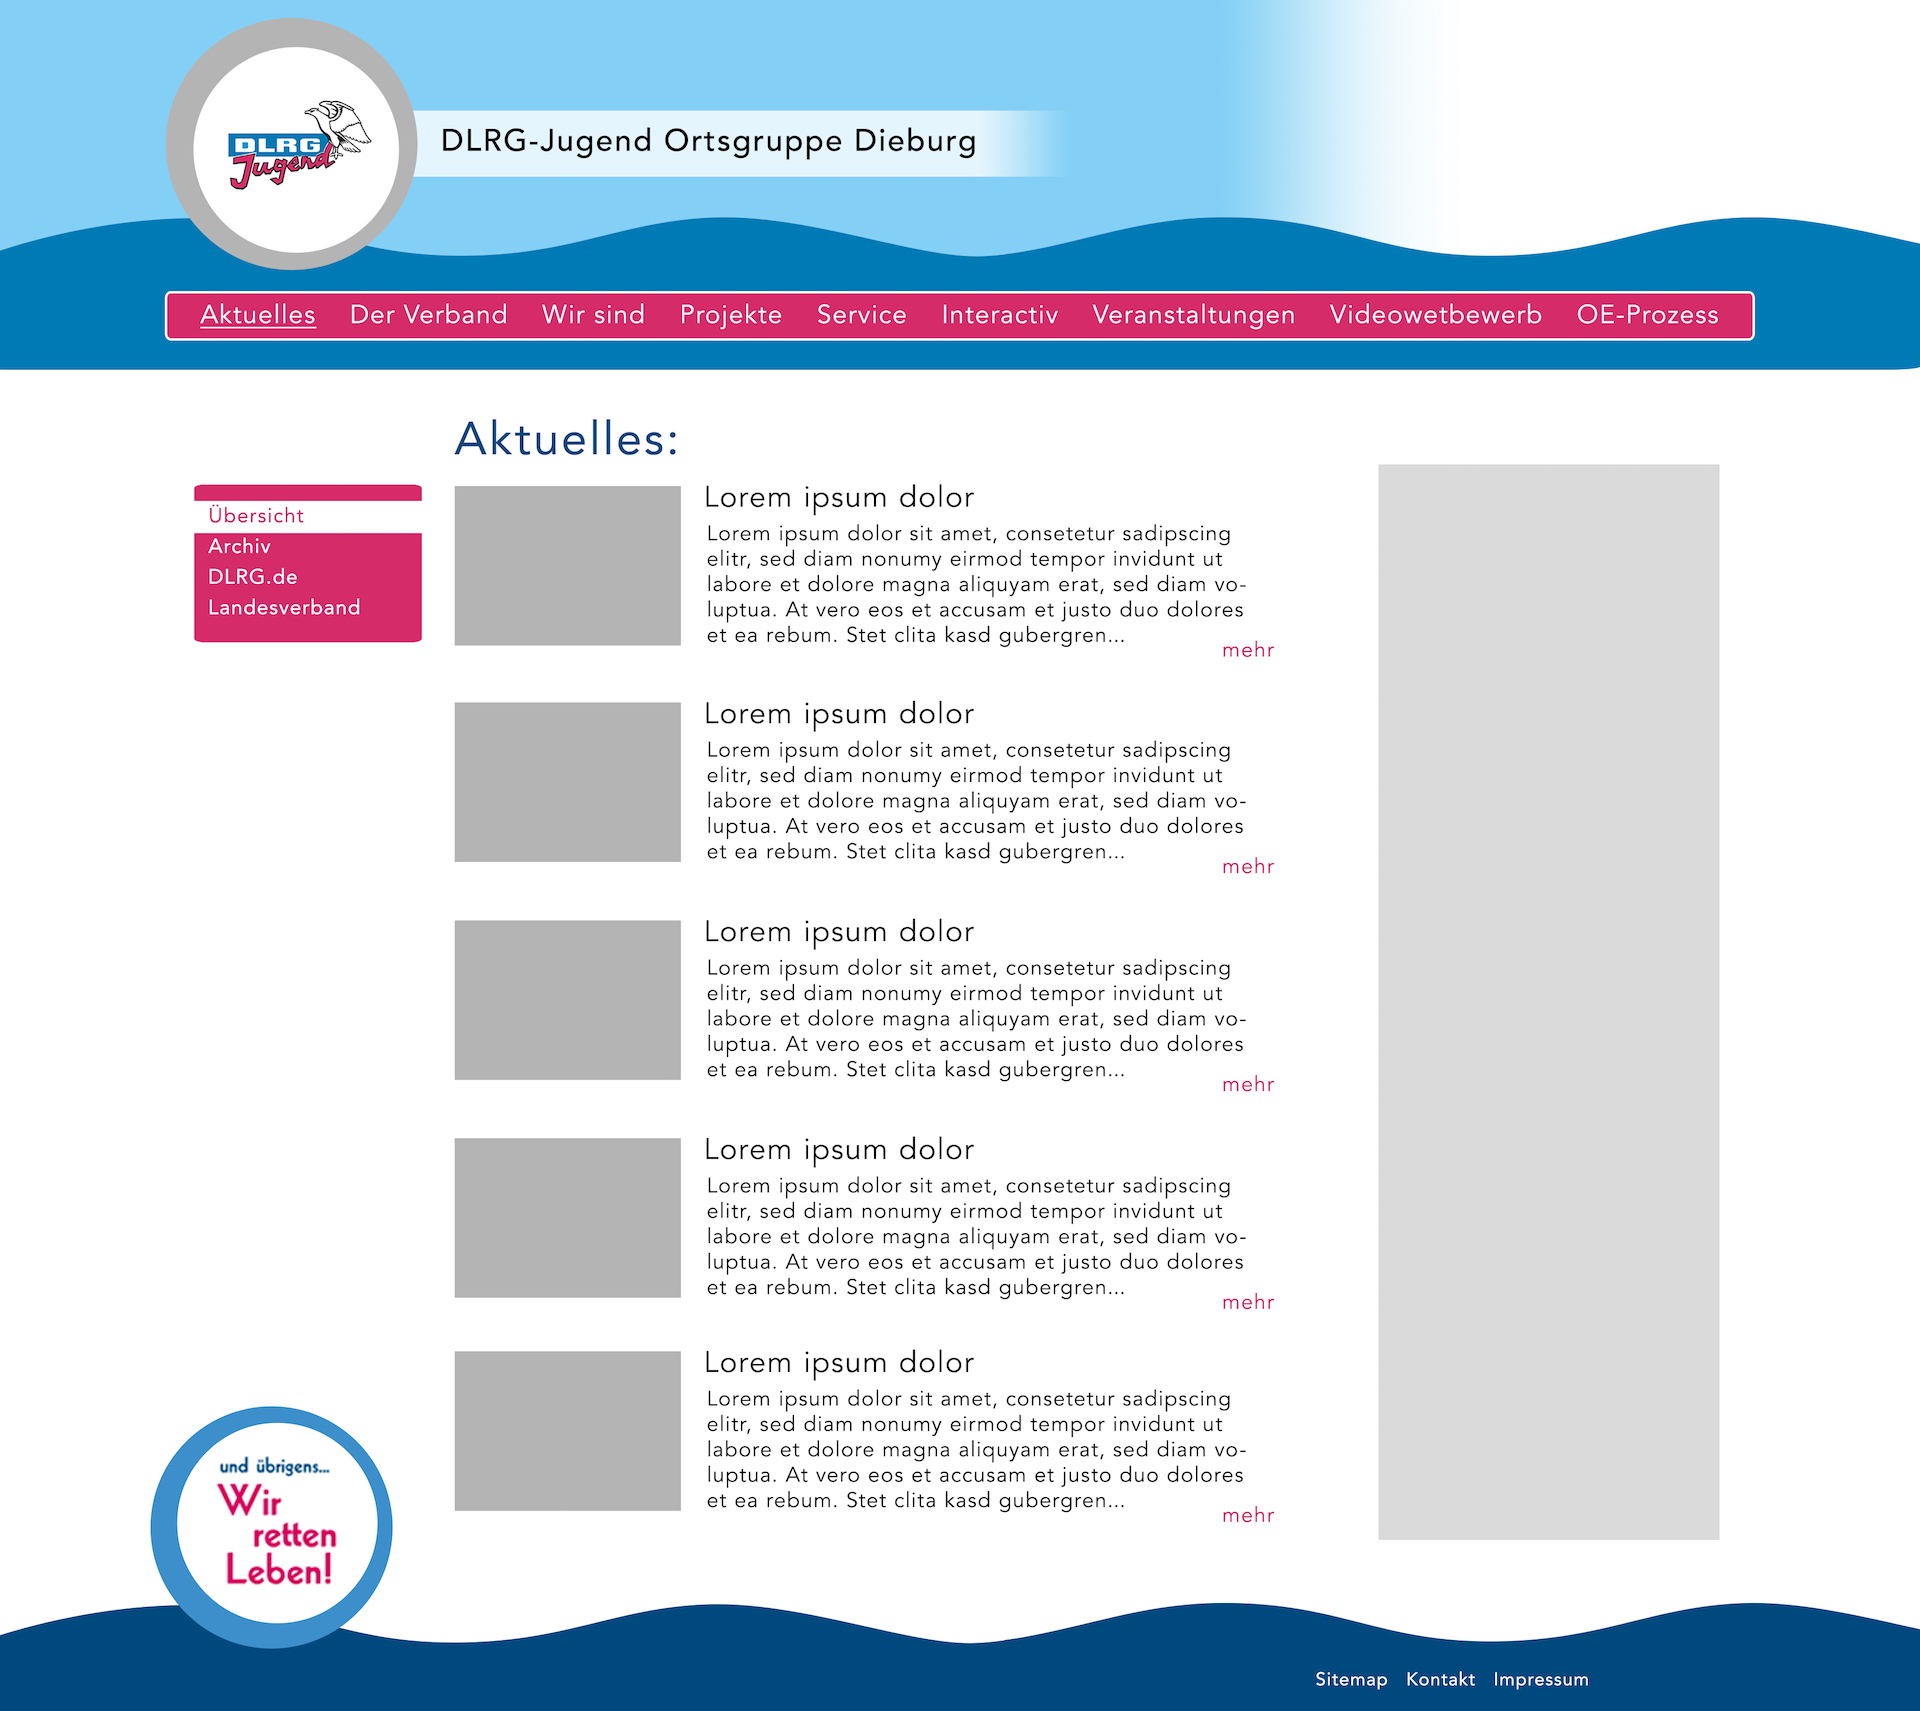 DLRG
Jugend
DLRG-Jugend Ortsgruppe Dieburg
Aktuelles Der Verband Wir sind Projekte Service Interactiv Veranstaltungen Videowetbewerb OE-Prozess
Aktuelles:
Übersicht
Archiv
DLRG.de
Landesverband
Lorem ipsum dolor
Lorem ipsum dolor sit amet, consetetur sadipscing
elitr, sed diam nonumy eirmod tempor invidunt ut
labore et dolore magna aliquyam erat, sed diam vo-
luptua. At vero eos et accusam et justo duo dolores
et ea rebum. Stet clita kasd gubergren...
mehr
Lorem ipsum dolor
Lorem ipsum dolor sit amet, consetetur sadipscing
elitr, sed diam nonumy eirmod tempor invidunt ut
labore et dolore magna aliquyam erat, sed diam vo-
luptua. At vero eos et accusam et justo duo dolores
et ea rebum. Stet clita kasd gubergren...
mehr
Lorem ipsum dolor
Lorem ipsum dolor sit amet, consetetur sadipscing
elitr, sed diam nonumy eirmod tempor invidunt ut
labore et dolore magna aliquyam erat, sed diam vo-
luptua. At vero eos et accusam et justo duo dolores
et ea rebum. Stet clita kasd gubergren...
mehr
Lorem ipsum dolor
Lorem ipsum dolor sit amet, consetetur sadipscing
elitr, sed diam nonumy eirmod tempor invidunt ut
labore et dolore magna aliquyam erat, sed diam vo-
luptua. At vero eos et accusam et justo duo dolores
et ea rebum. Stet clita kasd gubergren...
mehr
Lorem ipsum dolor
Lorem ipsum dolor sit amet, consetetur sadipscing
elitr, sed diam nonumy eirmod tempor invidunt ut
labore et dolore magna aliquyam erat, sed diam vo-
luptua. At vero eos et accusam et justo duo dolores
et ea rebum. Stet clita kasd gubergren...
mehr
und übrigens...
Wir
retten
Leben!
Sitemap Kontakt Impressum